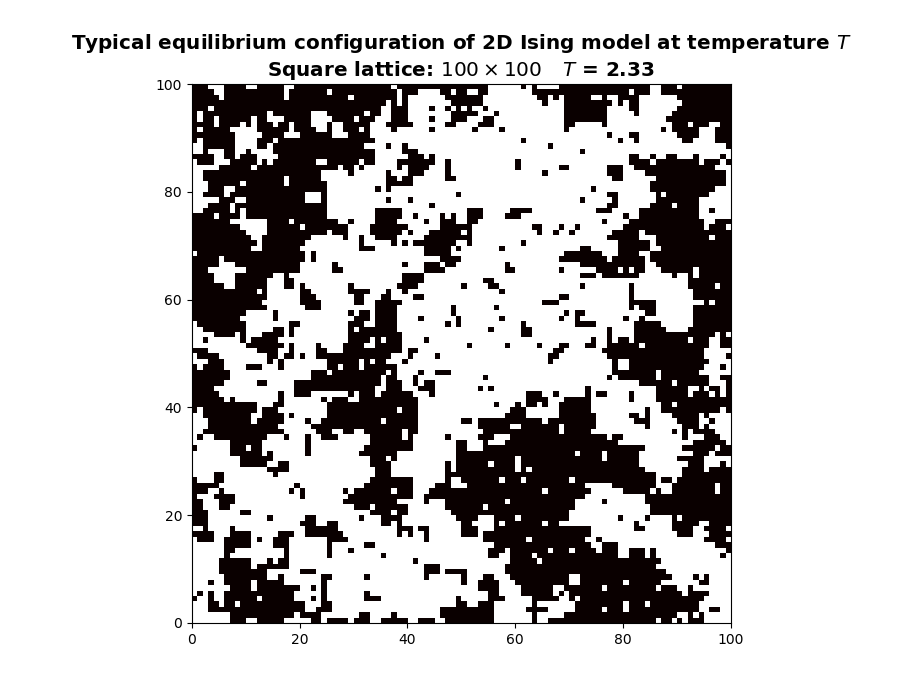 Typical equilibrium configuration of 2D Ising model at temperature T
Square lattice: 100 × 100 T = 2.33
100
80
60
40
20
0
0 20 40 60 80 100